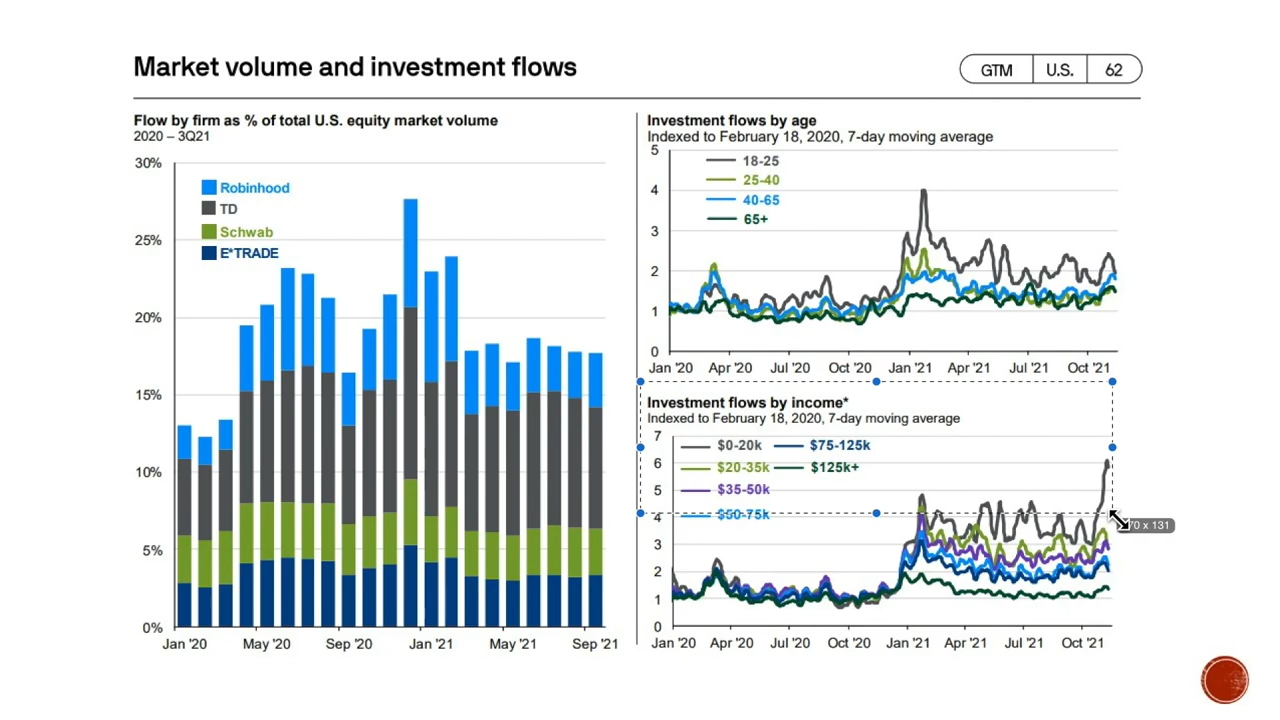 Market volume and investment flows
GTM U.S. 62
Flow by firm as % of total U.S. equity market volume
2020 – 3Q21
30%
25%
20%
15%
10%
5%
0%
Robinhood
TD
Schwab
E*TRADE
Jan '20 May '20 Sep '20 Jan '21 May '21 Sep '21
Investment flows by age
Indexed to February 18, 2020, 7-day moving average
5
4
3
2
1
0
18-25
25-40
40-65
65+
Jan '20 Apr '20 Jul '20 Oct '20 Jan '21 Apr '21 Jul '21 Oct '21
Investment flows by income*
Indexed to February 18, 2020, 7-day moving average
7
6
5
4
3
2
1
0
$0-20k $75-125k
$20-35k $125k+
$35-50k
$50-75k
Jan '20 Apr '20 Jul '20 Oct '20 Jan '21 Apr '21 Jul '21 Oct '21
x 131